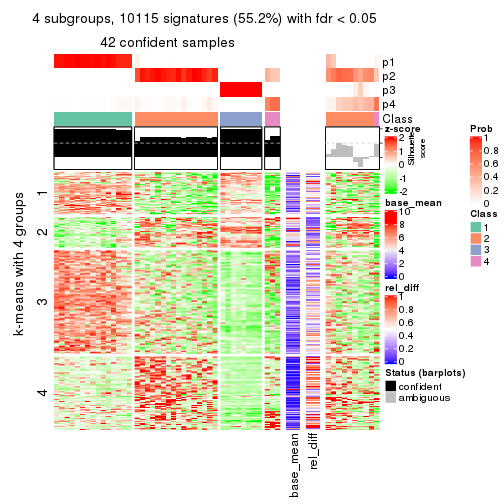 4 subgroups, 10115 signatures (55.2%) with fdr < 0.05
42 confident samples
p1
p2
p3
p4
Class
Silhouette
score
k-means with 4 groups
1
2
3
4
base_mean
rel_diff
z-score
2
1
0
-1
-2
base_mean
10
8
6
4
2
0
rel_diff
1
0.8
0.6
0.4
0.2
0
Status (barplots)
confident
ambiguous
Prob
1
0.8
0.6
0.4
0.2
0
Class
1
2
3
4